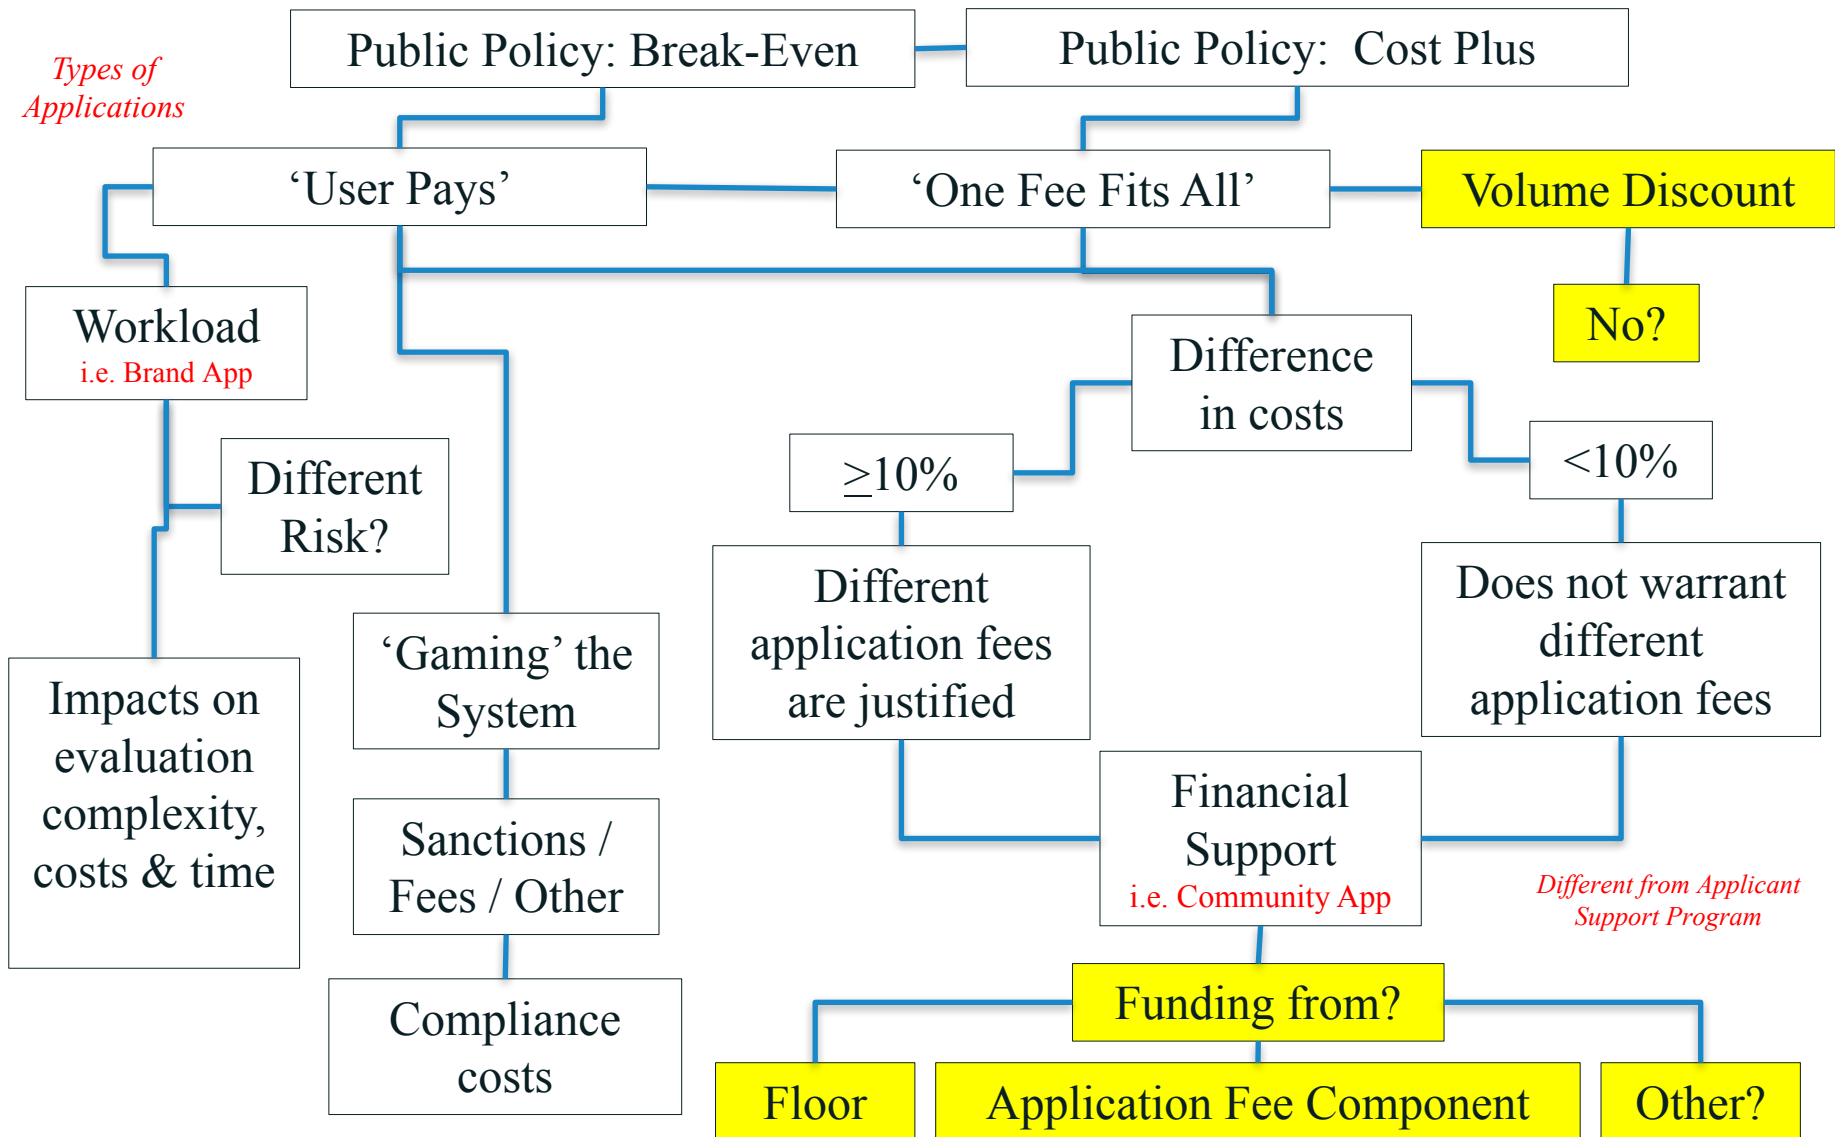 Public Policy: Break-Even
Public Policy:  Cost Plus
Types of
Applications
‘User Pays’
‘One Fee Fits All’
Volume Discount
No?
Workload
i.e. Brand App
Difference
in costs
Different
Risk?
≥10%
<10%
Impacts on
evaluation
complexity,
costs & time
‘Gaming’ the
System
Different
application fees
are justified
Does not warrant
different
application fees
Sanctions /
Fees / Other
Financial
Support
i.e. Community App
Different from Applicant
Support Program
Compliance
costs
Funding from?
Floor
Application Fee Component
Other?